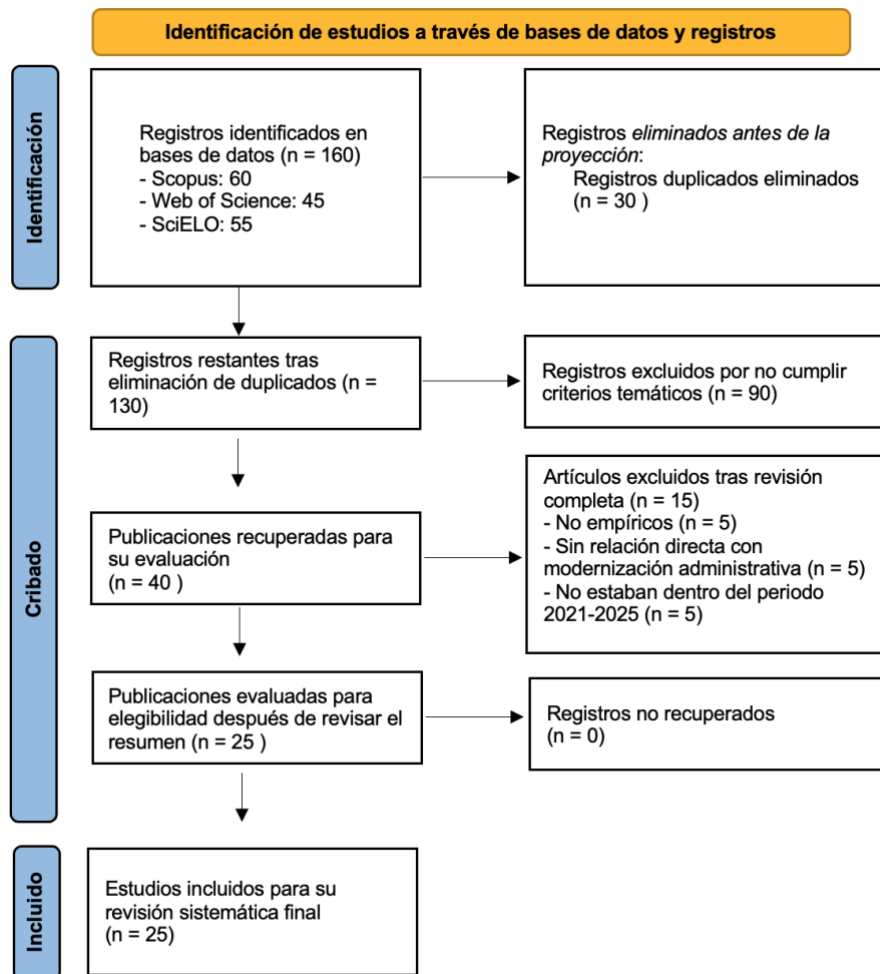 Identificación de estudios a través de bases de datos y registros
Identificación
Registros identificados en
bases de datos (n = 160)
- Scopus: 60
- Web of Science: 45
- SciELO: 55
Registros eliminados antes de la
proyección:
Registros duplicados eliminados
(n = 30 )
Cribado
Registros restantes tras
eliminación de duplicados (n =
130)
Registros excluidos por no cumplir
criterios temáticos (n = 90)
Publicaciones recuperadas para
su evaluación
(n = 40 )
Artículos excluidos tras revisión
completa (n = 15)
- No empíricos (n = 5)
- Sin relación directa con
modernización administrativa (n = 5)
- No estaban dentro del periodo
2021-2025 (n = 5)
Publicaciones evaluadas para
elegibilidad después de revisar el
resumen (n = 25 )
Registros no recuperados
(n = 0)
Incluido
Estudios incluidos para su
revisión sistemática final
(n = 25)